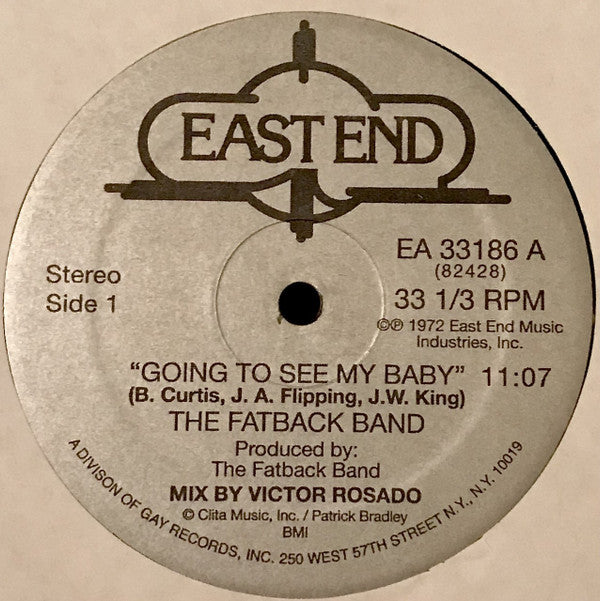 EAST END
EA 33186 A
(82428)
Stereo
Side 1
33 1/3 RPM
©℗ 1972 East End Music
Industries, Inc.
"GOING TO SEE MY BABY" 11:07
(B. Curtis, J. A. Flipping, J.W. King)
THE FATBACK BAND
Produced by:
The Fatback Band
MIX BY VICTOR ROSADO
© Clita Music, Inc. / Patrick Bradley
BMI
A DIVISON OF GAY RECORDS, INC. 250 WEST 57TH STREET N.Y., N.Y. 10019